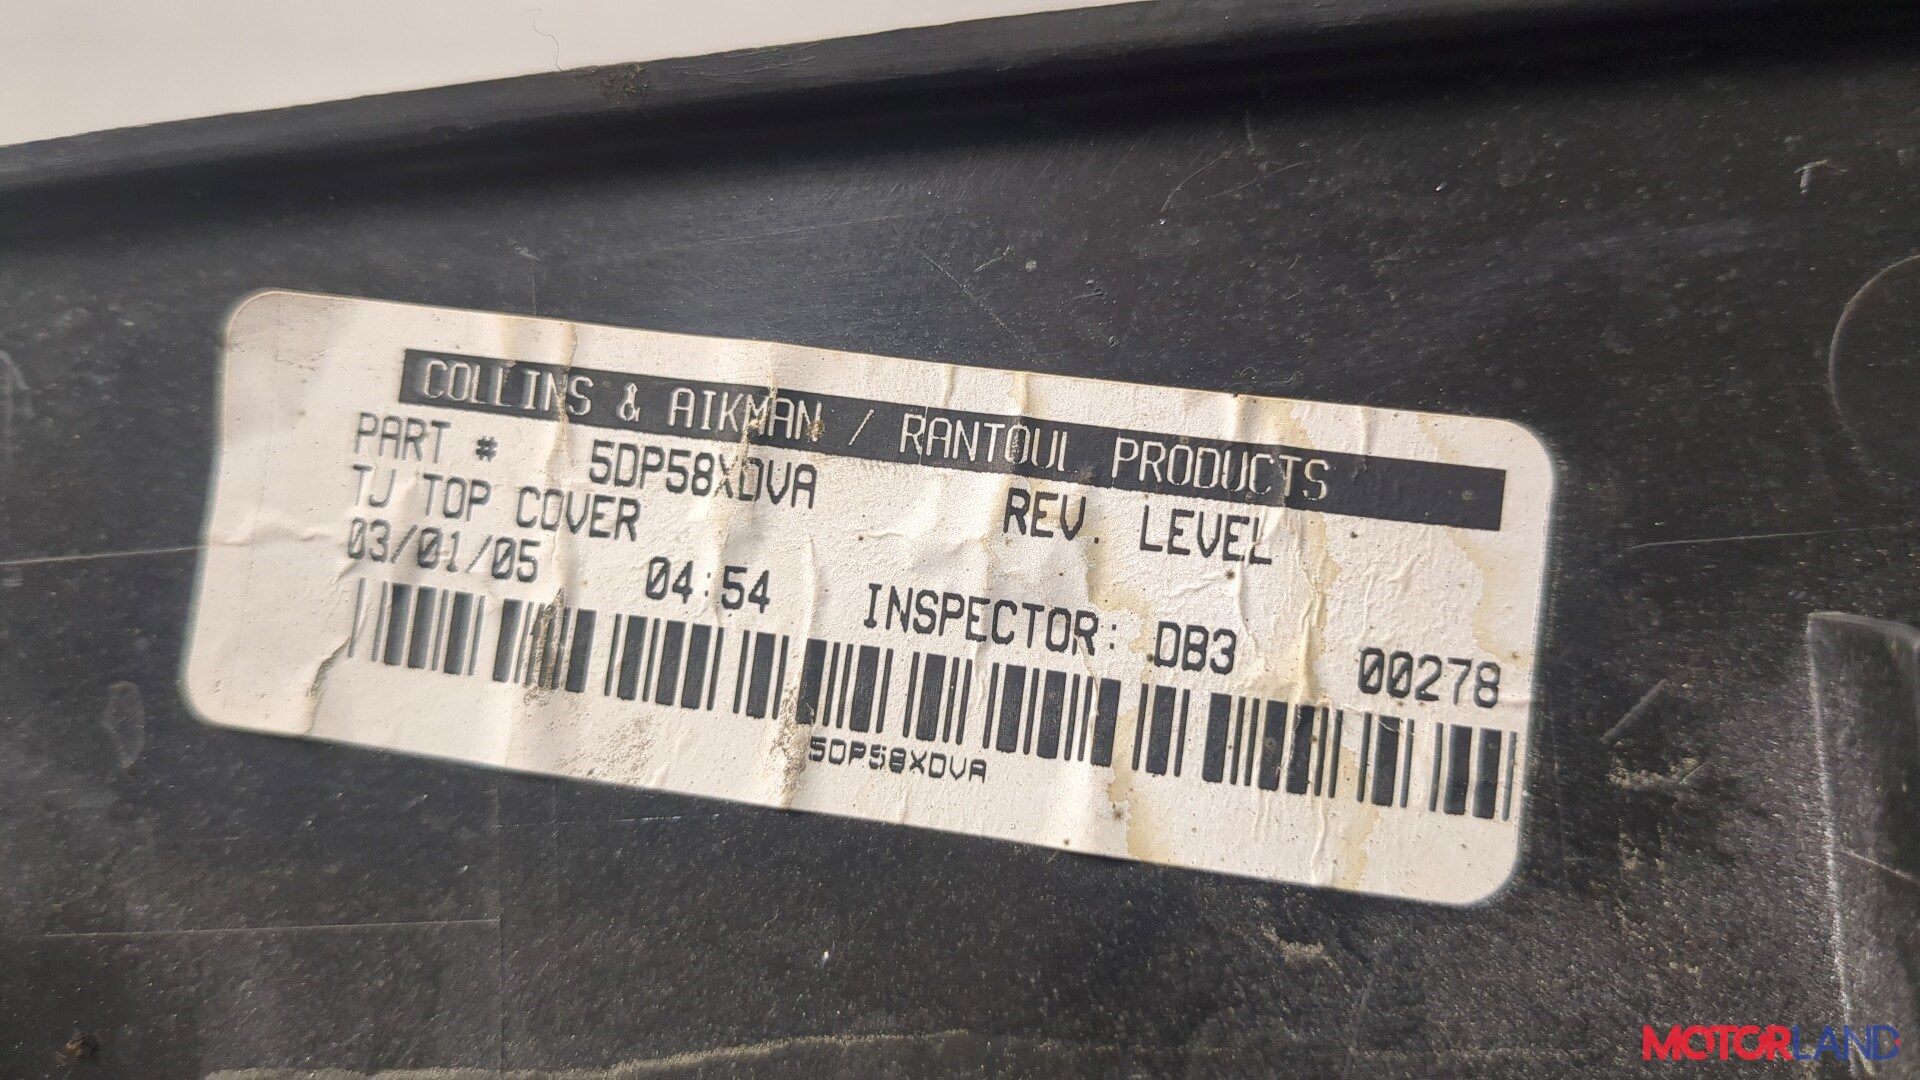 COLLINS & AIKMAN / RANTOUL PRODUCTS
PART # 5DP58XDVA REV. LEVEL
TJ TOP COVER
03/01/05 04:54 INSPECTOR: DB3 00278
5DP58XDVA
MOTORLAND